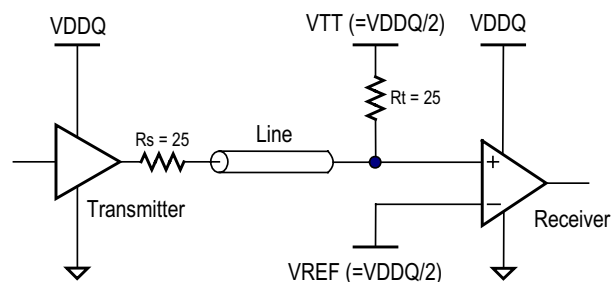 VDDQ
VTT (=VDDQ/2)
VDDQ
Rs = 25
Line
Rt = 25
+
−
Transmitter
Receiver
VREF (=VDDQ/2)